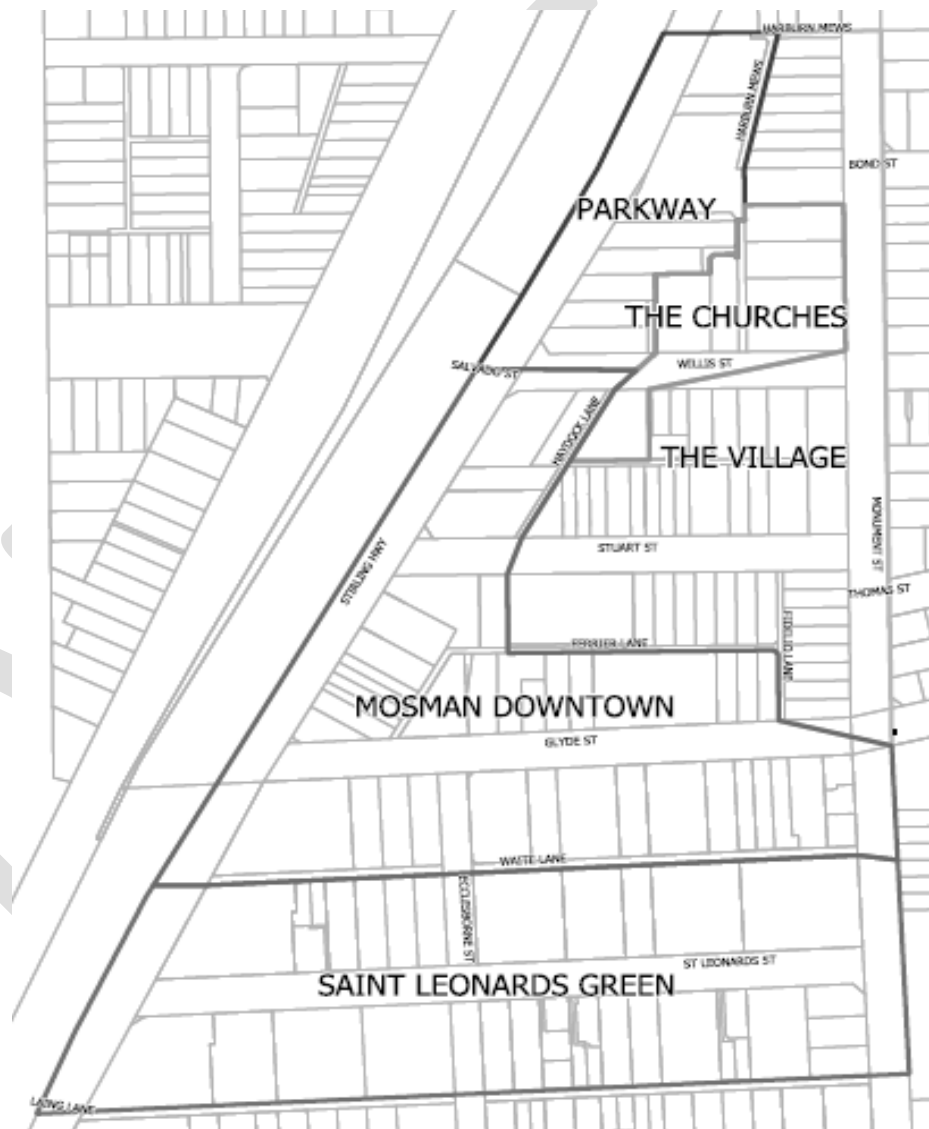 HARBURN MEWS
HARBURN MEWS
BOND ST
PARKWAY
THE CHURCHES
WILLIS ST
SALVADO ST
HAYDOCK LANE
THE VILLAGE
MONUMENT ST
STUART ST
STIRLING HWY
THOMAS ST
FIDELIO LANE
FERRIER LANE
MOSMAN DOWNTOWN
GLYDE ST
WAITE LANE
ECCLESBORNE ST
ST LEONARDS ST
SAINT LEONARDS GREEN
LAING LANE